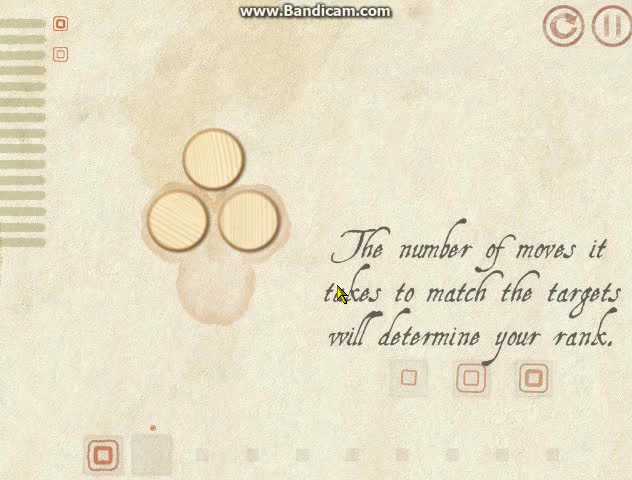 www.Bandicam.com
The number of moves it
takes to match the targets
will determine your rank.